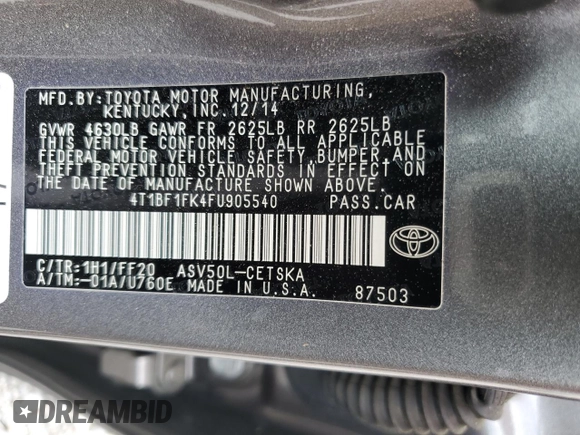 MFD.BY:TOYOTA MOTOR MANUFACTURING,
KENTUCKY, INC. 12/14
GVWR 4630LB GAWR FR 2625LB RR 2625LB
THIS VEHICLE CONFORMS TO ALL APPLICABLE
FEDERAL MOTOR VEHICLE SAFETY,BUMPER,AND
THEFT PREVENTION STANDARDS IN EFFECT ON
THE DATE OF MANUFACTURE SHOWN ABOVE.
4T1BF1FK4FU905540 PASS.CAR
C/TR:1H1/FF20 ASV50L-CETSKA
A/TM:-01A/U760E MADE IN U.S.A. 87503
DREAMBID